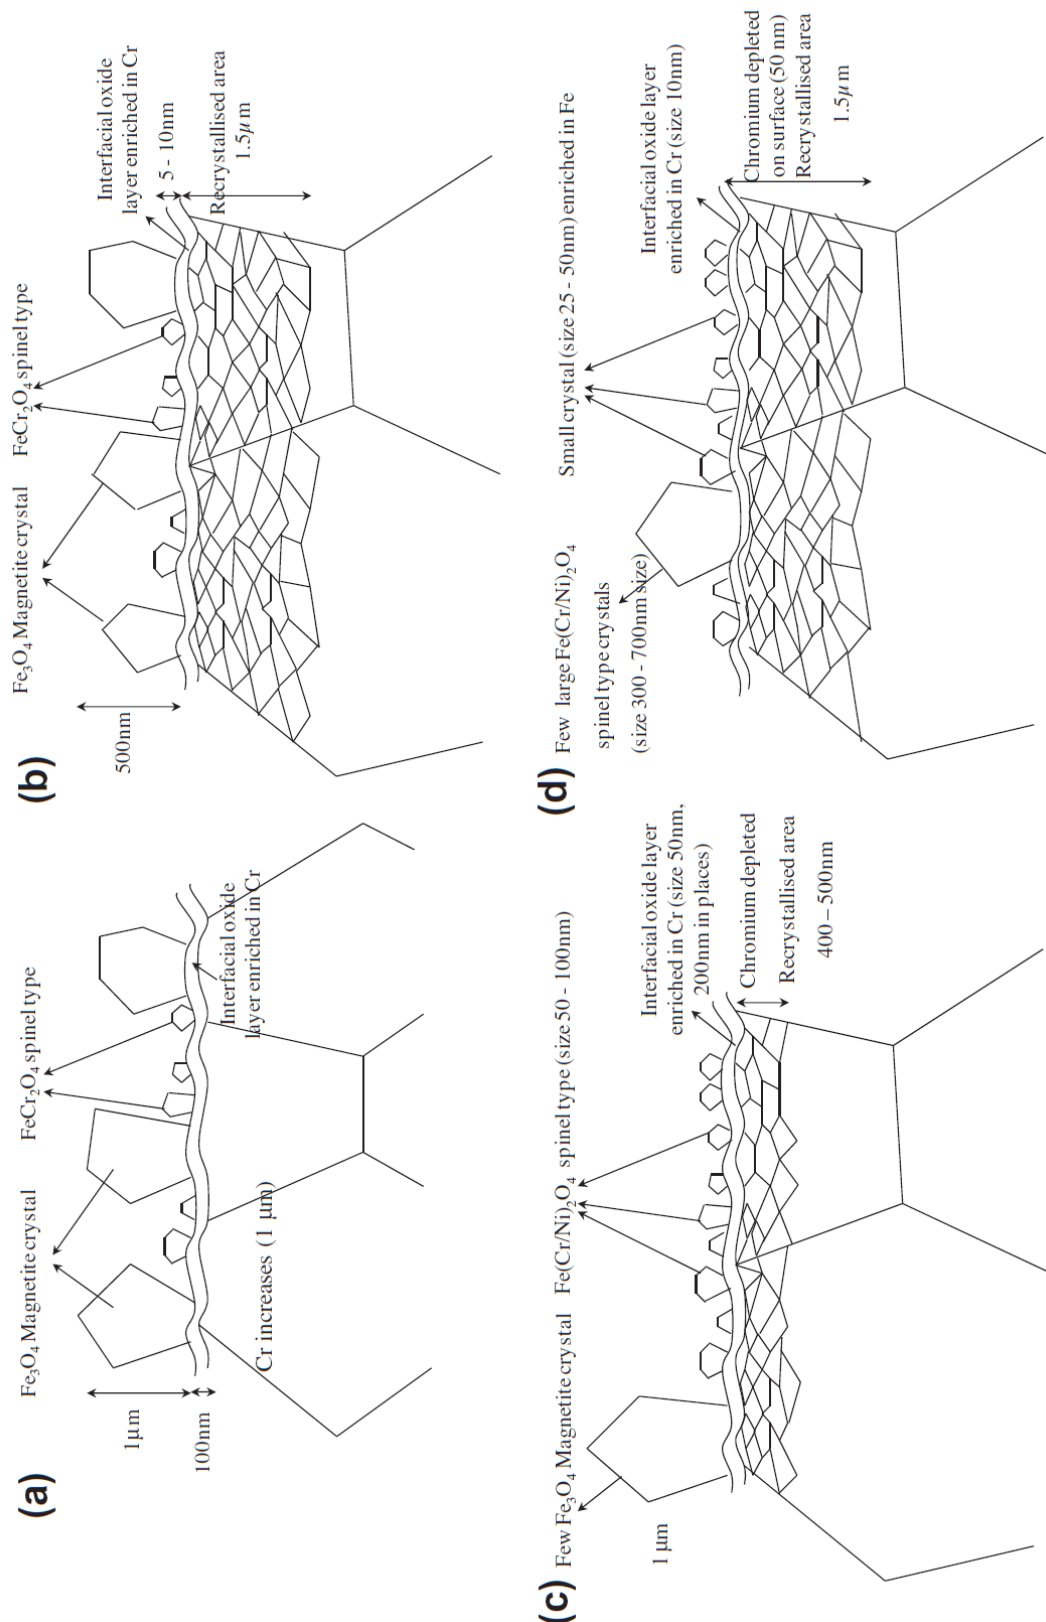 (a)
Fe₃O₄ Magnetite crystal
FeCr₂O₄ spinel type
1μm
100nm
Interfacial oxide
layer enriched in Cr
Cr increases (1 μm)
(b)
Fe₃O₄ Magnetite crystal
FeCr₂O₄ spinel type
500nm
Interfacial oxide
layer enriched in Cr
5 - 10nm
Recrystallised area
1.5μm
(c)
Few Fe₃O₄ Magnetite crystal
Fe(Cr/Ni)₂O₄ spinel type (size 50 - 100nm)
1μm
Interfacial oxide layer
enriched in Cr (size 50nm,
200nm in places)
Chromium depleted
Recrystallised area
400 – 500nm
(d)
Few large Fe(Cr/Ni)₂O₄
spinel type crystals
(size 300 - 700nm size)
Small crystal (size 25 - 50nm) enriched in Fe
Interfacial oxide layer
enriched in Cr (size 10nm)
Chromium depleted
on surface (50 nm)
Recrystallised area
1.5μm